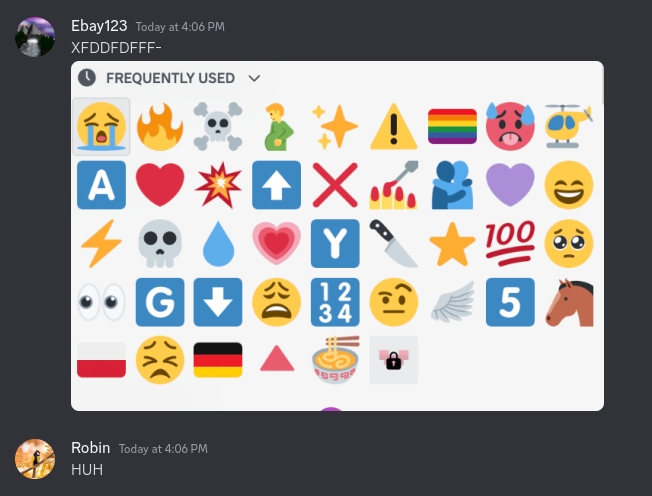 Ebay123 Today at 4:06 PM
XFDDFDFFF-
FREQUENTLY USED
A
100
Y
G
1 2 3 4
5
Robin Today at 4:06 PM
HUH